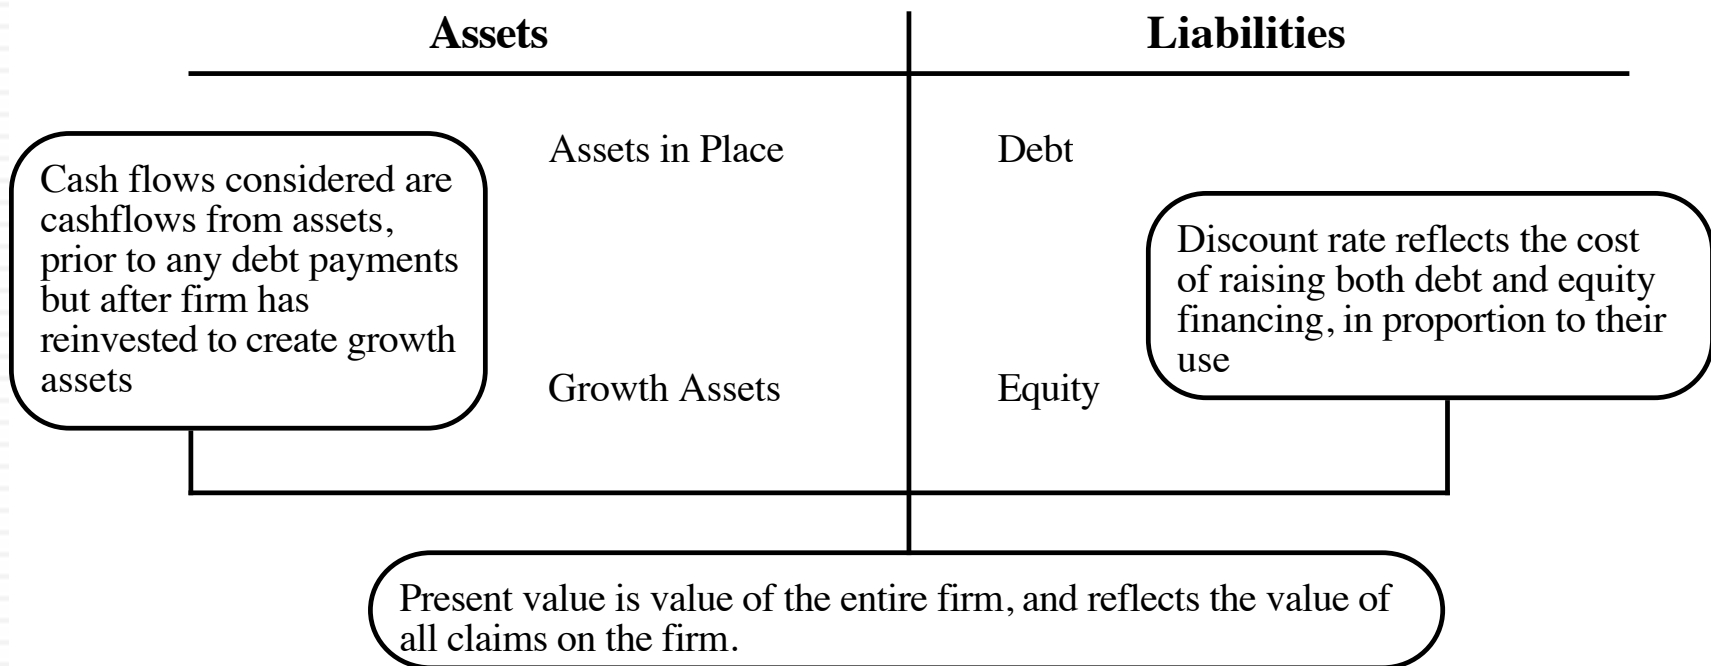 Assets
Liabilities
Assets in Place
Debt
Cash flows considered are
cashflows from assets,
prior to any debt payments
but after firm has
reinvested to create growth
assets
Discount rate reflects the cost
of raising both debt and equity
financing, in proportion to their
use
Growth Assets
Equity
Present value is value of the entire firm, and reflects the value of
all claims on the firm.